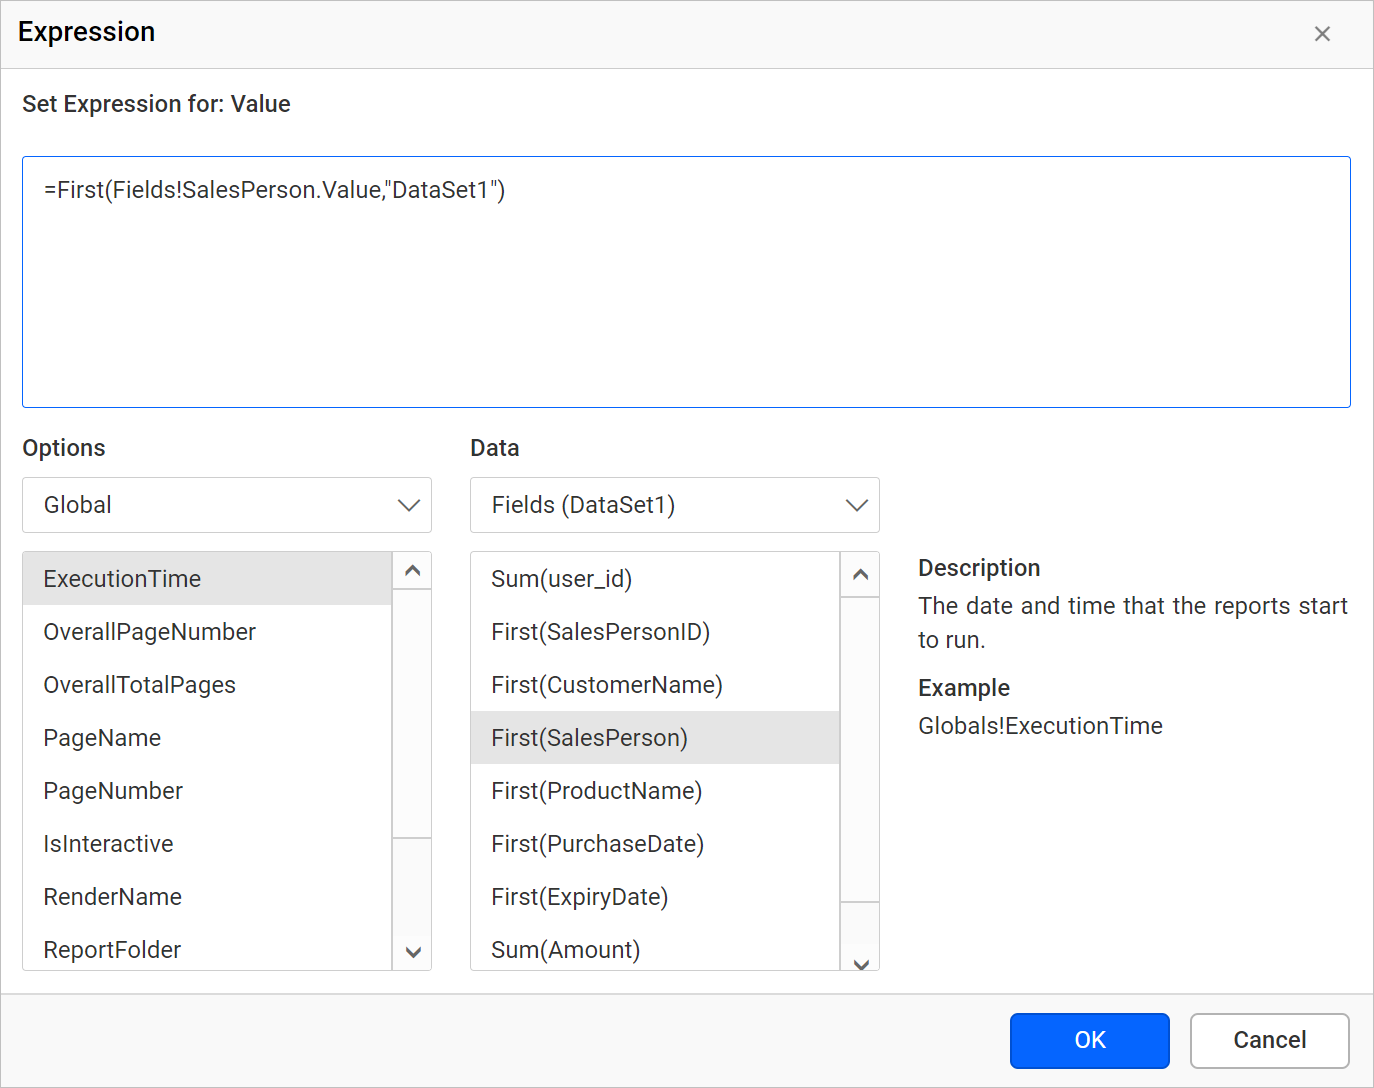 Expression
Set Expression for: Value
=First(Fields!SalesPerson.Value,"DataSet1")
Options
Global
ExecutionTime
OverallPageNumber
OverallTotalPages
PageName
PageNumber
IsInteractive
RenderName
ReportFolder
Data
Fields (DataSet1)
Sum(user_id)
First(SalesPersonID)
First(CustomerName)
First(SalesPerson)
First(ProductName)
First(PurchaseDate)
First(ExpiryDate)
Sum(Amount)
Description
The date and time that the reports start
to run.
Example
Globals!ExecutionTime
OK
Cancel